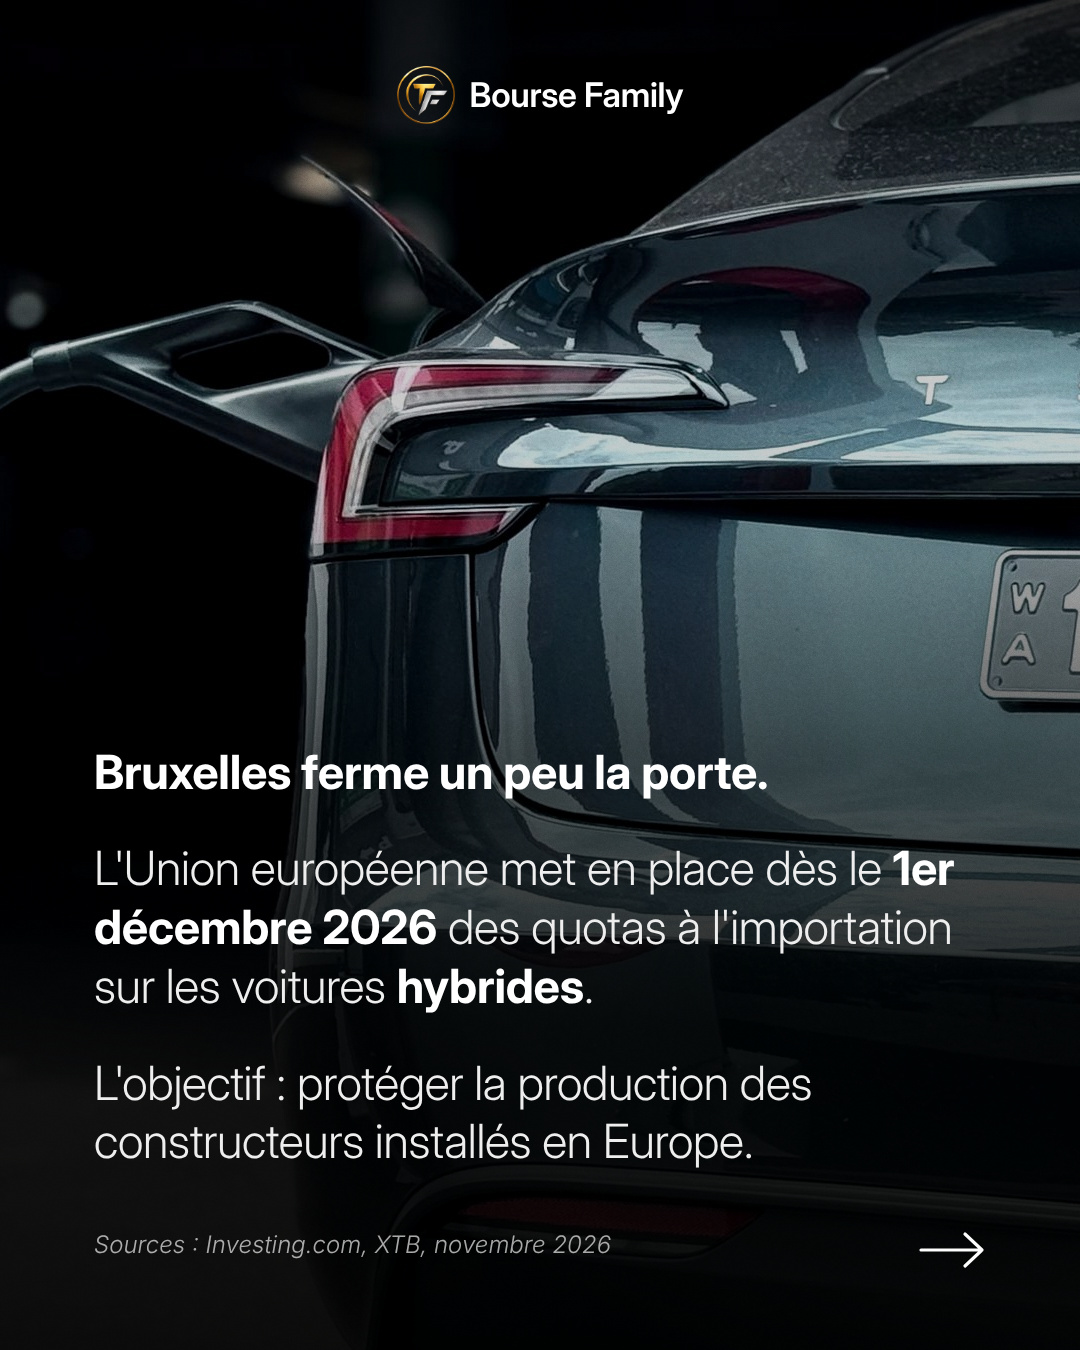 TF Bourse Family
T
W
A
Bruxelles ferme un peu la porte.
L'Union européenne met en place dès le 1er
décembre 2026 des quotas à l'importation
sur les voitures hybrides.
L'objectif : protéger la production des
constructeurs installés en Europe.
Sources : Investing.com, XTB, novembre 2026